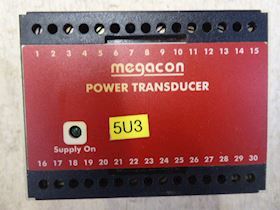 1 2 3 4 5 6 7 8 9 10 11 12 13 14 15
megacon
POWER TRANSDUCER
5U3
Supply On
16 17 18 19 20 21 22 23 24 25 26 27 28 29 30